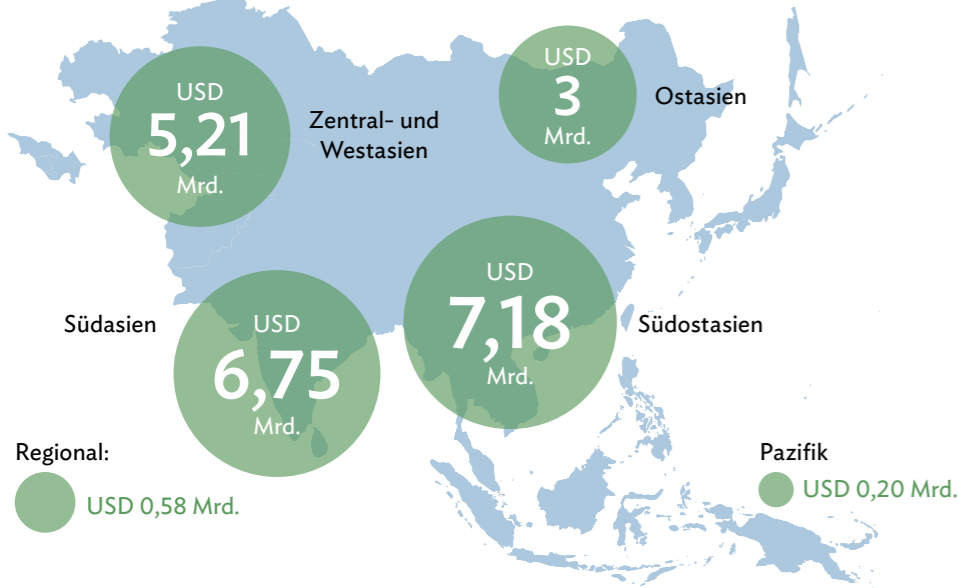 USD
5,21
Mrd.
Zentral- und
Westasien
USD
3
Mrd.
Ostasien
Südasien
USD
6,75
Mrd.
USD
7,18
Mrd.
Südostasien
Regional:
USD 0,58 Mrd.
Pazifik
USD 0,20 Mrd.